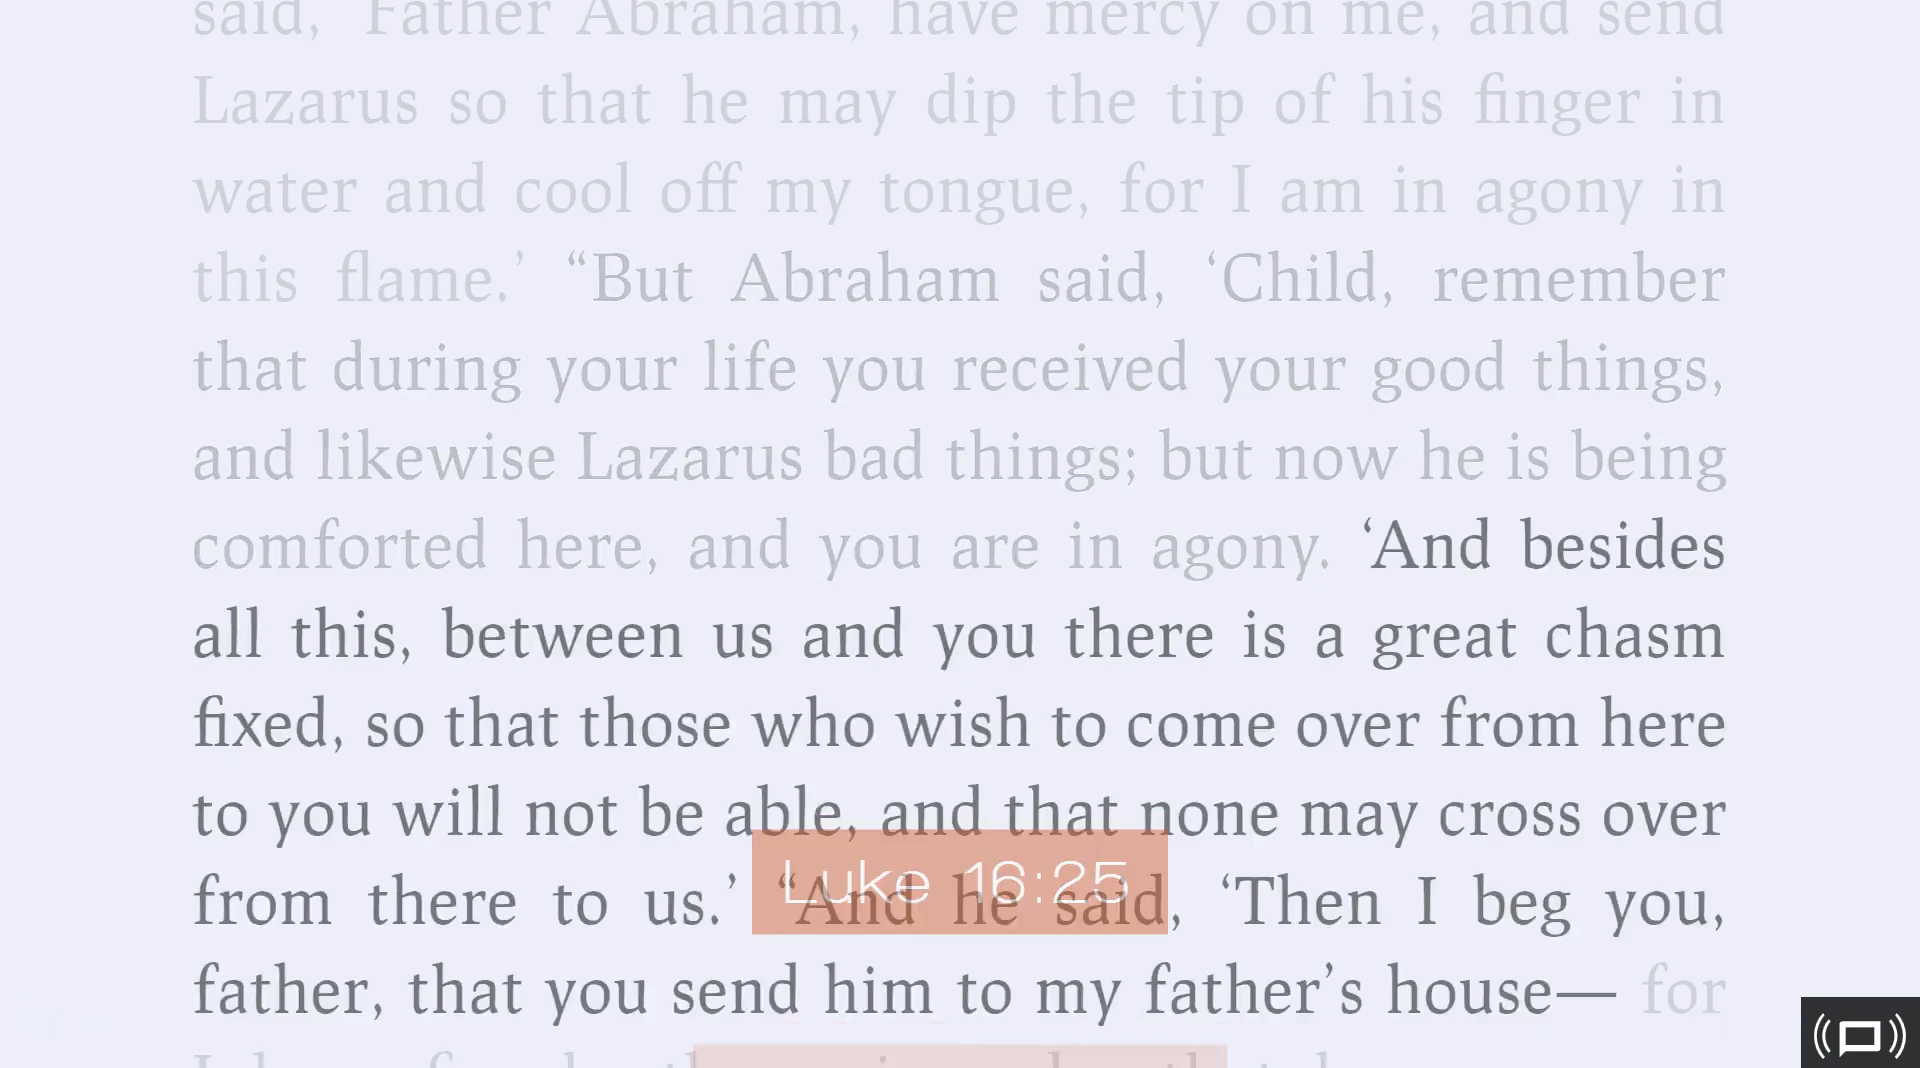 said, ‘Father Abraham, have mercy on me, and send
Lazarus so that he may dip the tip of his finger in
water and cool off my tongue, for I am in agony in
this flame.’ “But Abraham said, ‘Child, remember
that during your life you received your good things,
and likewise Lazarus bad things; but now he is being
comforted here, and you are in agony. ‘And besides
all this, between us and you there is a great chasm
fixed, so that those who wish to come over from here
to you will not be able, and that none may cross over
from there to us.’ “And he said, ‘Then I beg you,
Luke 16:25
father, that you send him to my father’s house— for